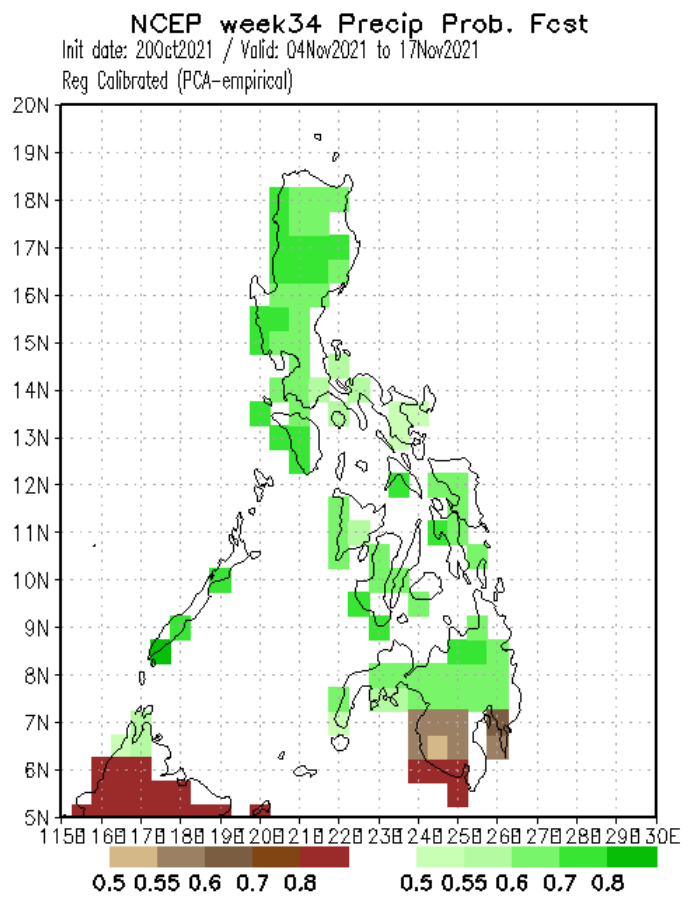 NCEP week34 Precip Prob. Fcst
Init date: 20Oct2021 / Valid: 04Nov2021 to 17Nov2021
Reg Calibrated (PCA-empirical)
20N
19N
18N
17N
16N
15N
14N
13N
12N
11N
10N
9N
8N
7N
6N
5N
115E 116E 117E 118E 119E 120E 121E 122E 123E 124E 125E 126E 127E 128E 129E 130E
0.5 0.55 0.6 0.7 0.8 0.5 0.55 0.6 0.7 0.8